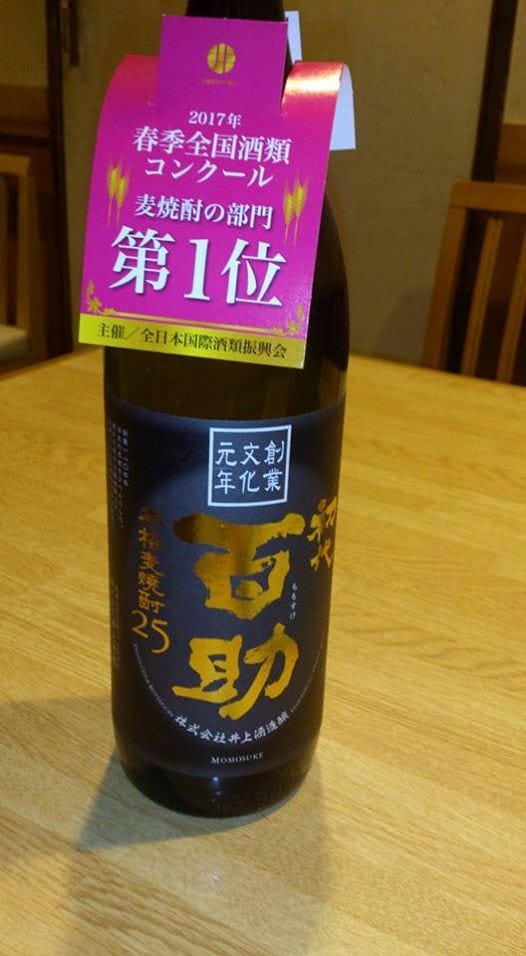 2017年
春季全国酒類
コンクール
麦焼酎の部門
第1位
主催／全日本国際酒類振興会
創業
文化
元年
初代
百助
ももすけ
本格麦焼酎25
株式会社井上酒造醸
MOMOSUKE